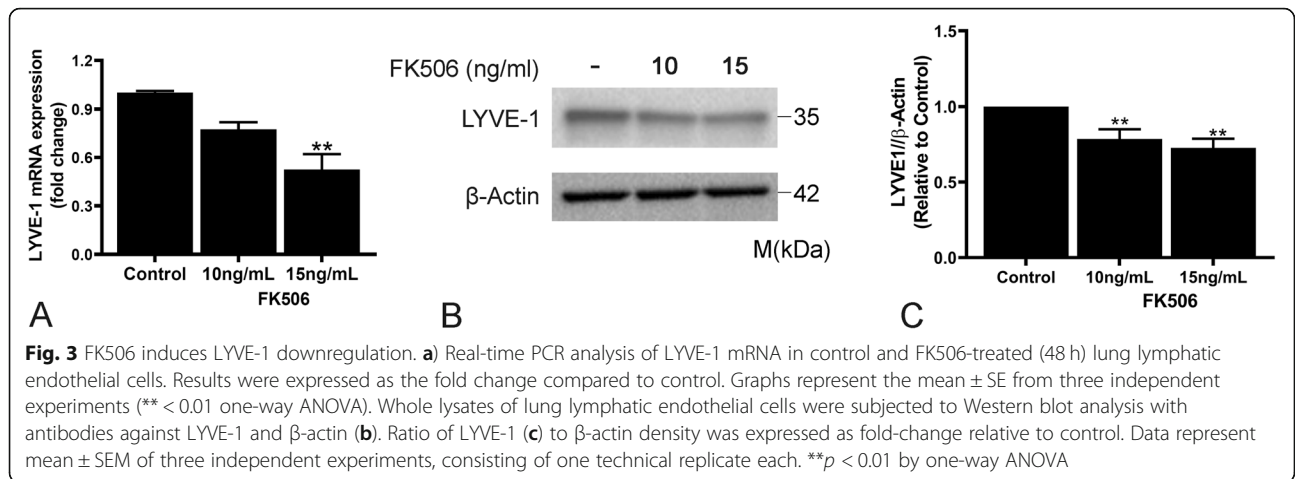 1.2
0.9
0.6
0.3
0.0
LYVE-1 mRNA expression
(fold change)
**
Control 10ng/mL 15ng/mL
FK506
A
FK506 (ng/ml) - 10 15
LYVE-1 35
β-Actin 42
M(kDa)
B
1.5
1.0
0.5
0.0
LYVE1//β-Actin
(Relative to Control)
** **
Control 10ng/mL 15ng/mL
FK506
C
Fig. 3 FK506 induces LYVE-1 downregulation. a) Real-time PCR analysis of LYVE-1 mRNA in control and FK506-treated (48 h) lung lymphatic
endothelial cells. Results were expressed as the fold change compared to control. Graphs represent the mean ± SE from three independent
experiments (** < 0.01 one-way ANOVA). Whole lysates of lung lymphatic endothelial cells were subjected to Western blot analysis with
antibodies against LYVE-1 and β-actin (b). Ratio of LYVE-1 (c) to β-actin density was expressed as fold-change relative to control. Data represent
mean ± SEM of three independent experiments, consisting of one technical replicate each. **p < 0.01 by one-way ANOVA